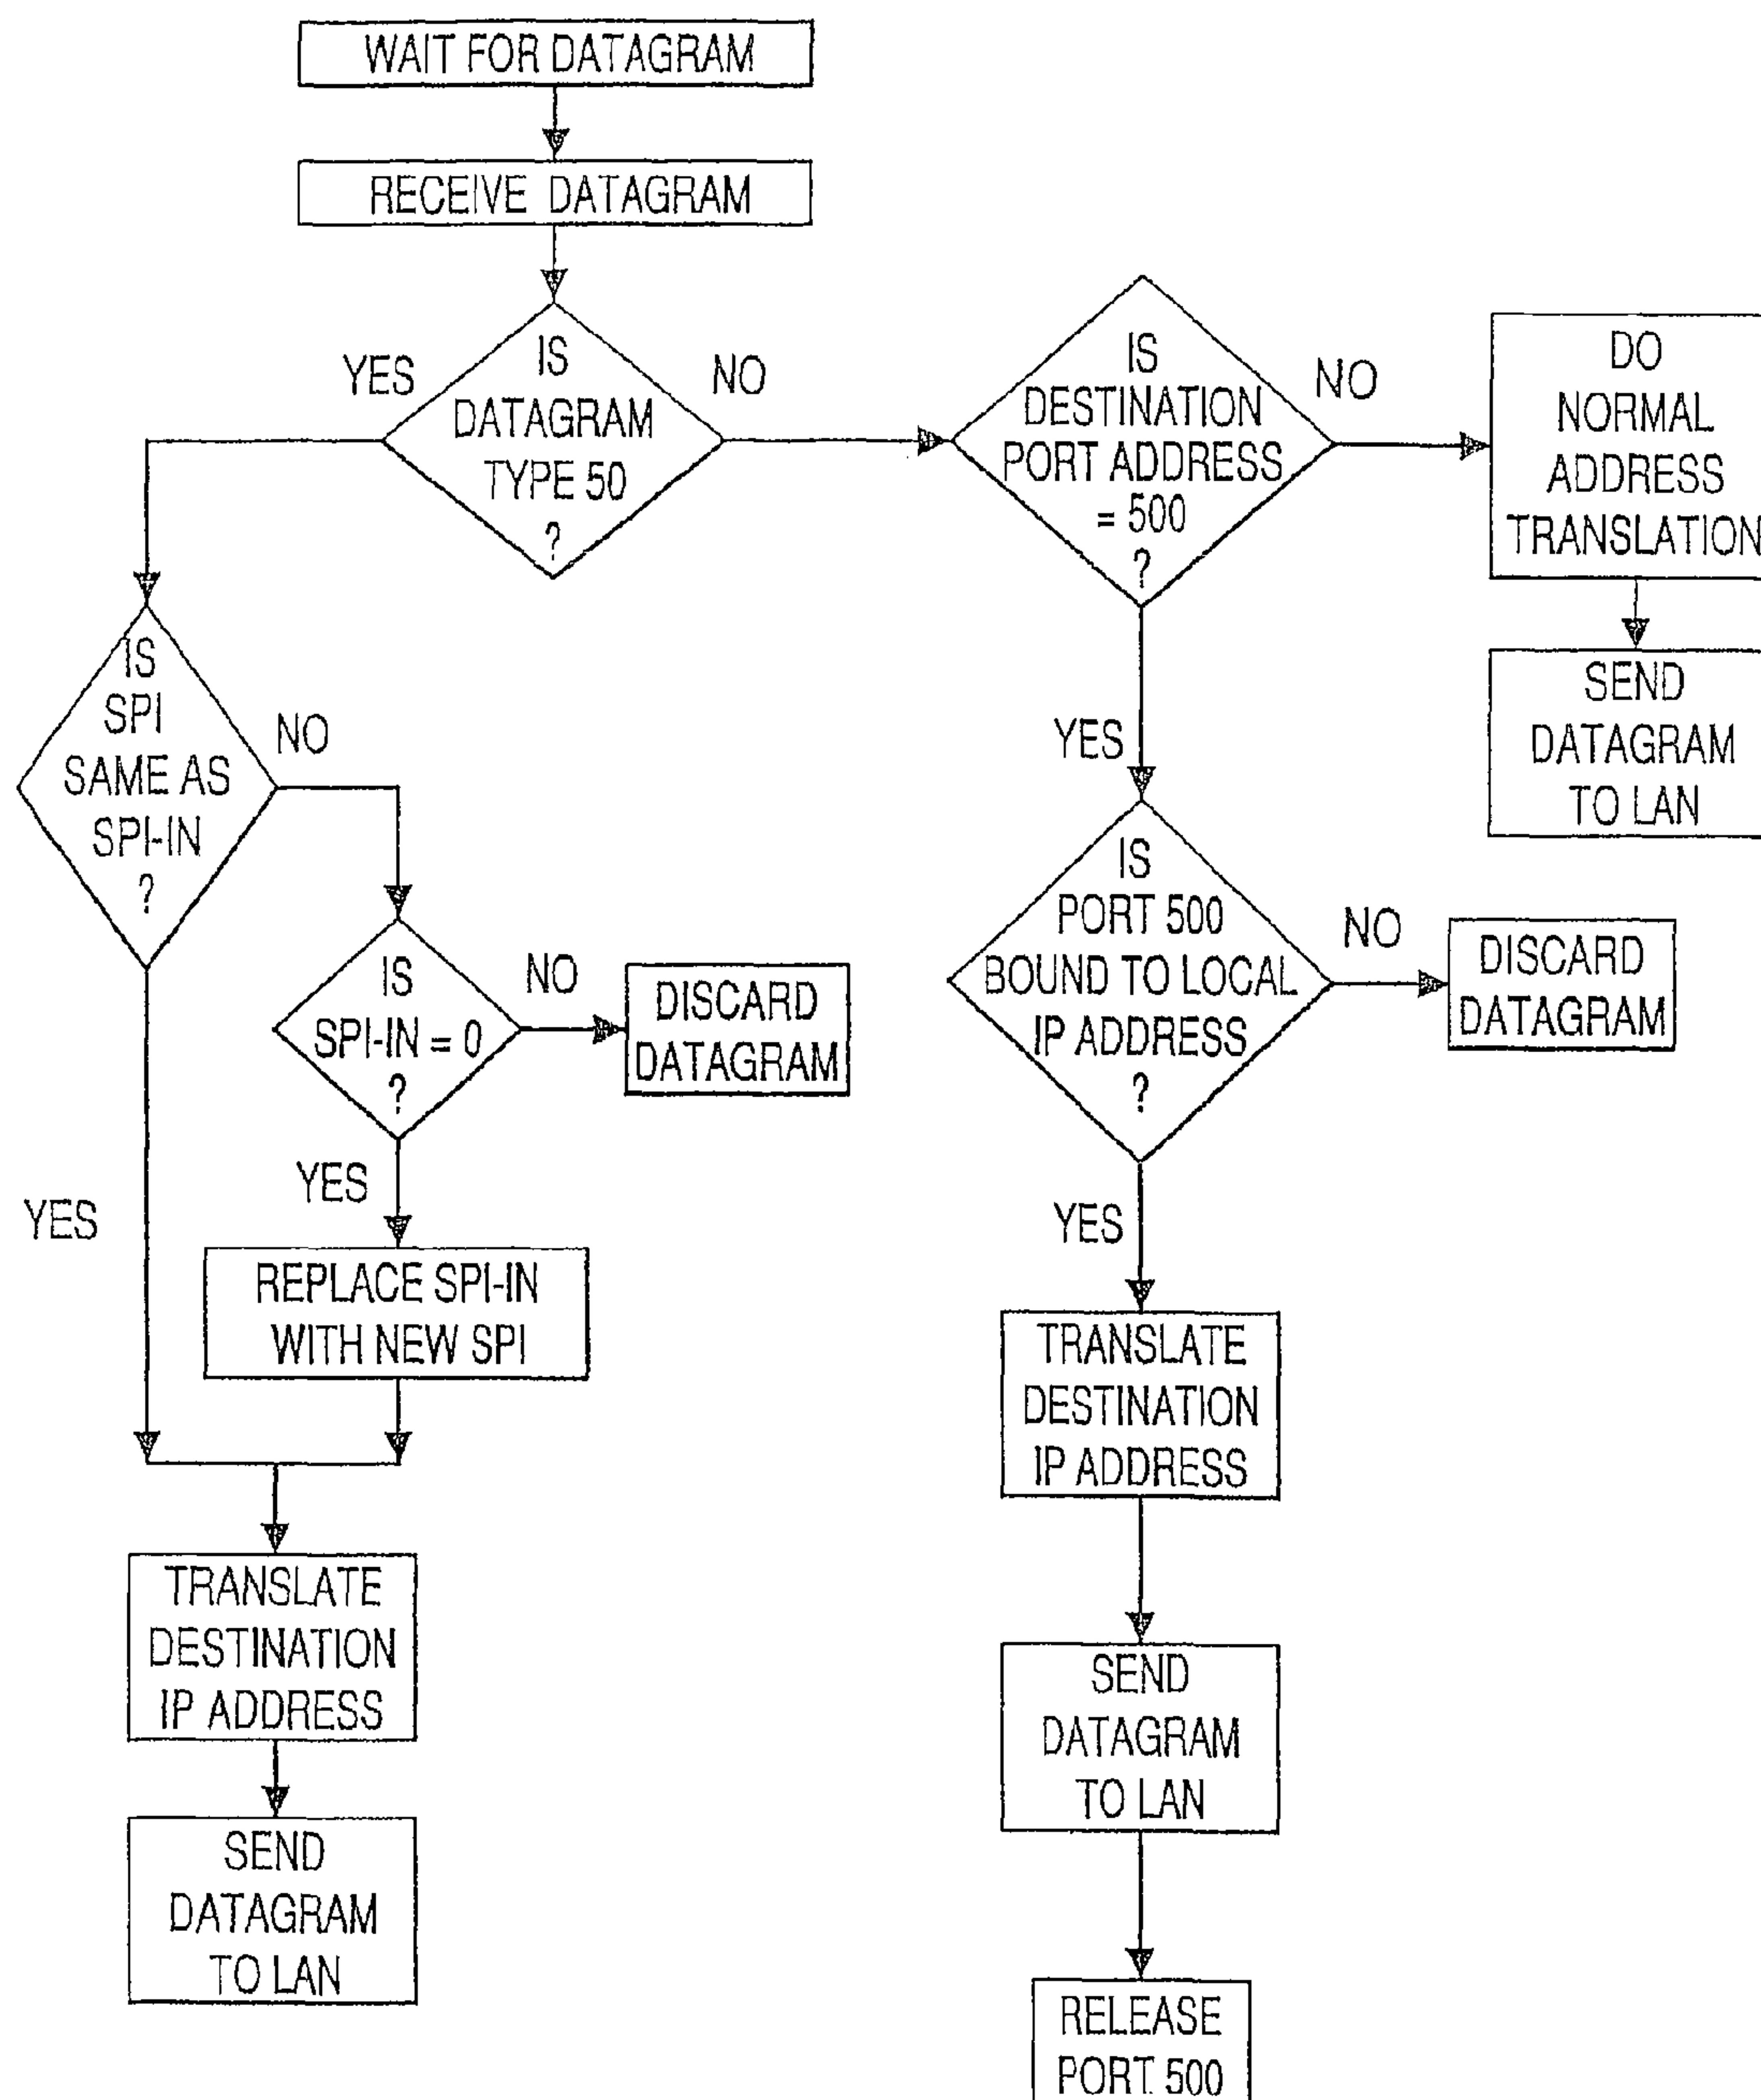 WAIT FOR DATAGRAM
RECEIVE DATAGRAM
IS
DATAGRAM
TYPE 50
?
YES
NO
IS
DESTINATION
PORT ADDRESS
= 500
?
NO
DO
NORMAL
ADDRESS
TRANSLATION
SEND
DATAGRAM
TO LAN
IS
SPI
SAME AS
SPI-IN
?
NO
YES
IS
SPI-IN = 0
?
NO
DISCARD
DATAGRAM
YES
REPLACE SPI-IN
WITH NEW SPI
TRANSLATE
DESTINATION
IP ADDRESS
SEND
DATAGRAM
TO LAN
YES
IS
PORT 500
BOUND TO LOCAL
IP ADDRESS
?
NO
DISCARD
DATAGRAM
YES
TRANSLATE
DESTINATION
IP ADDRESS
SEND
DATAGRAM
TO LAN
RELEASE
PORT 500